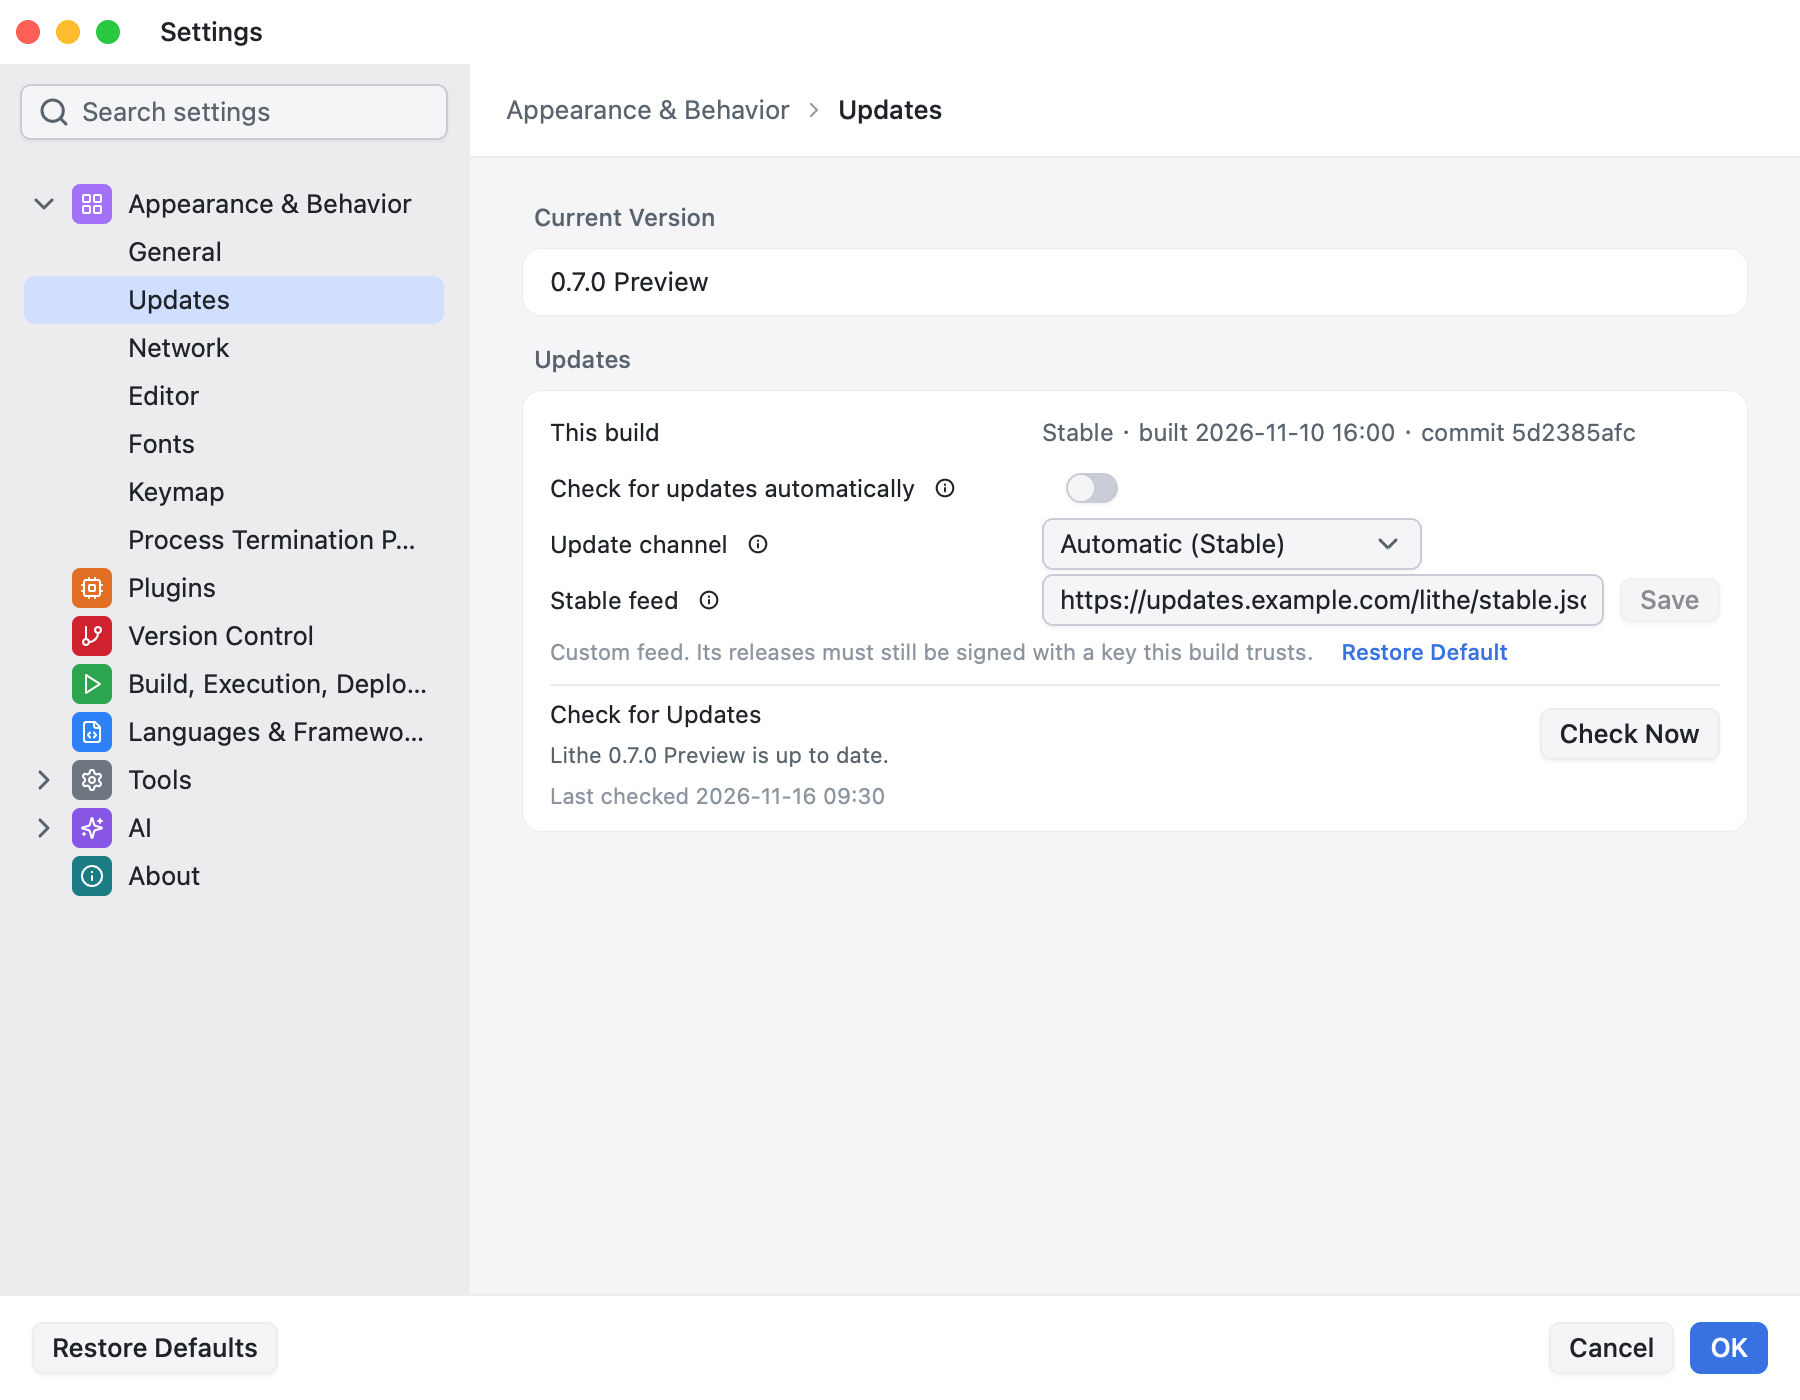 Settings
Search settings
Appearance & Behavior
General
Updates
Network
Editor
Fonts
Keymap
Process Termination P...
Plugins
Version Control
Build, Execution, Deplo...
Languages & Framewo...
Tools
AI
About
Appearance & Behavior > Updates
Current Version
0.7.0 Preview
Updates
This build Stable · built 2026-11-10 16:00 · commit 5d2385afc
Check for updates automatically
Update channel Automatic (Stable)
Stable feed https://updates.example.com/lithe/stable.jsc Save
Custom feed. Its releases must still be signed with a key this build trusts. Restore Default
Check for Updates
Lithe 0.7.0 Preview is up to date.
Last checked 2026-11-16 09:30
Check Now
Restore Defaults
Cancel
OK